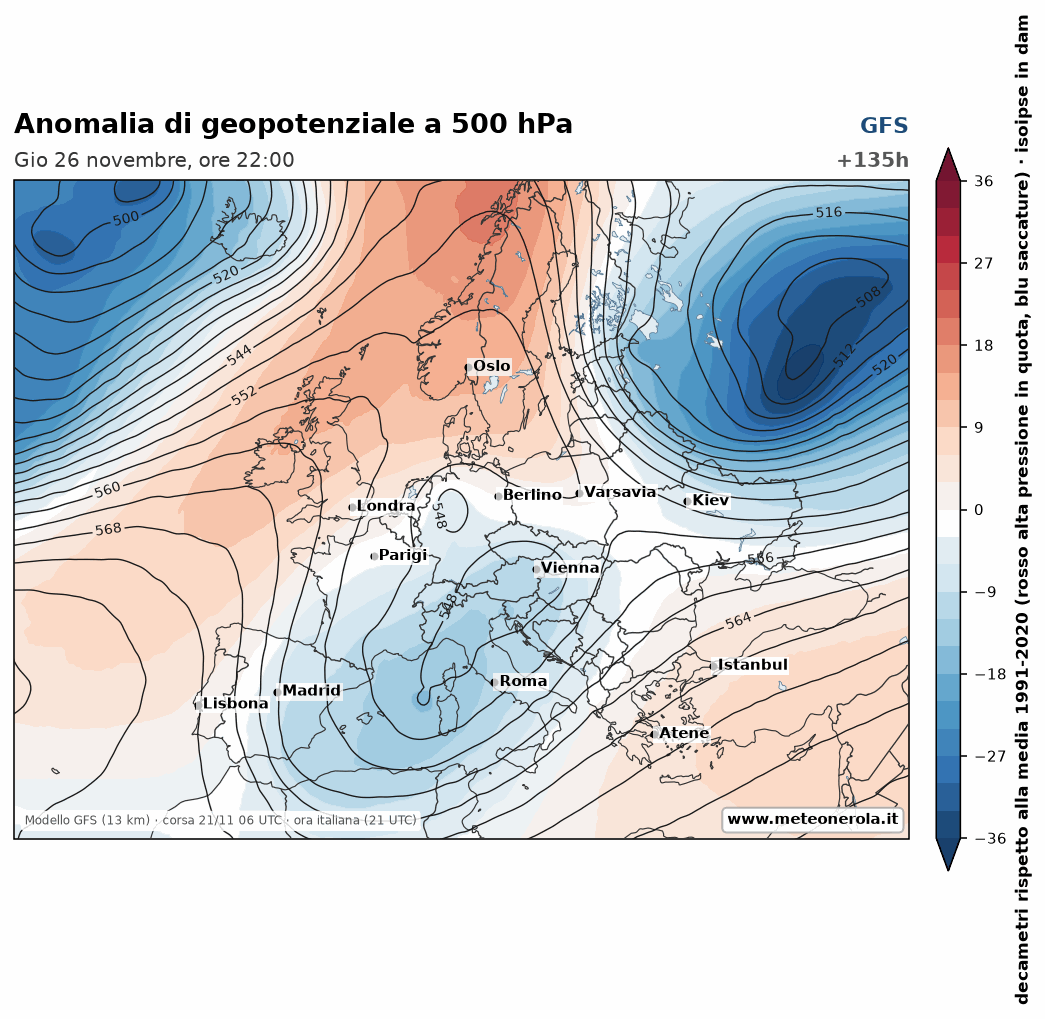 Anomalia di geopotenziale a 500 hPa
GFS
Gio 26 novembre, ore 22:00
+135h
500
520
544
552
560
568
516
508
512
520
548
548
556
564
Oslo
Londra
Berlino
Varsavia
Kiev
Parigi
Vienna
Istanbul
Madrid
Lisbona
Roma
Atene
Modello GFS (13 km) · corsa 21/11 06 UTC · ora italiana (21 UTC)
www.meteonerola.it
36
27
18
9
0
−9
−18
−27
−36
decametri rispetto alla media 1991-2020 (rosso alta pressione in quota, blu saccature) · isoipse in dam